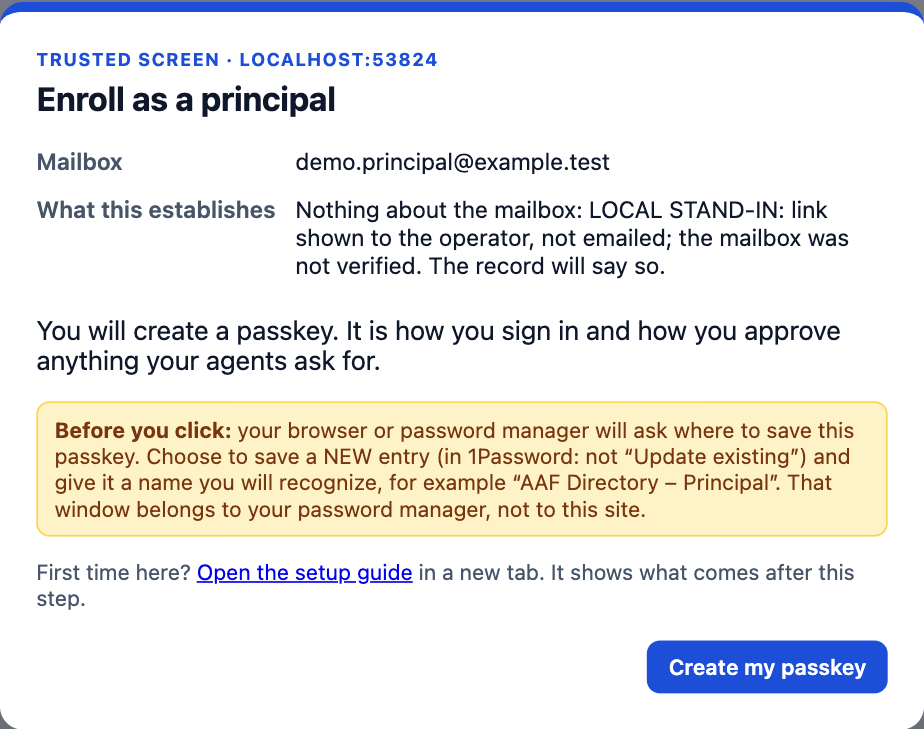 TRUSTED SCREEN · LOCALHOST:53824
Enroll as a principal
Mailbox demo.principal@example.test
What this establishes Nothing about the mailbox: LOCAL STAND-IN: link
shown to the operator, not emailed; the mailbox was
not verified. The record will say so.
You will create a passkey. It is how you sign in and how you approve
anything your agents ask for.
Before you click: your browser or password manager will ask where to save this
passkey. Choose to save a NEW entry (in 1Password: not “Update existing”) and
give it a name you will recognize, for example “AAF Directory – Principal”. That
window belongs to your password manager, not to this site.
First time here? Open the setup guide in a new tab. It shows what comes after this
step.
Create my passkey